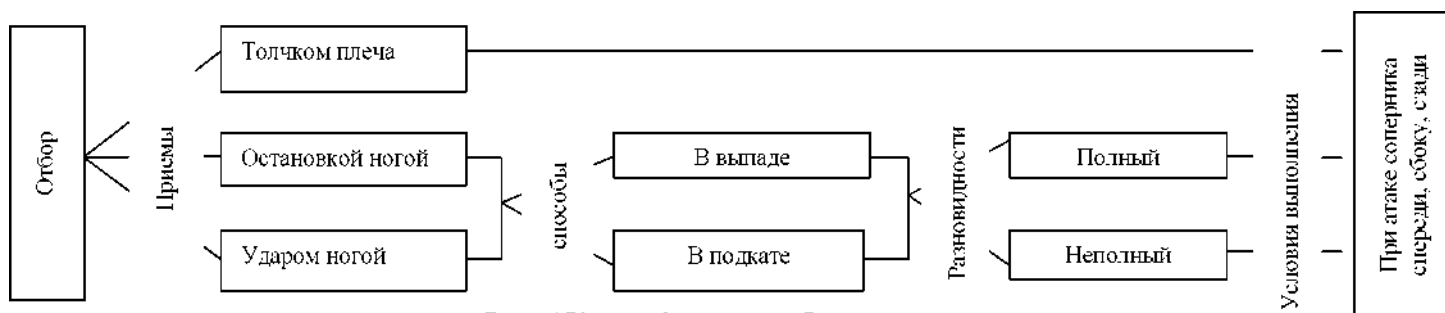 Отбор
Приемы
Толчком плеча
Остановкой ногой
Ударом ногой
способы
В выпаде
В подкате
Разновидности
Полный
Неполный
Условия выполнения
При атаке соперника
спереди, сбоку, сзади